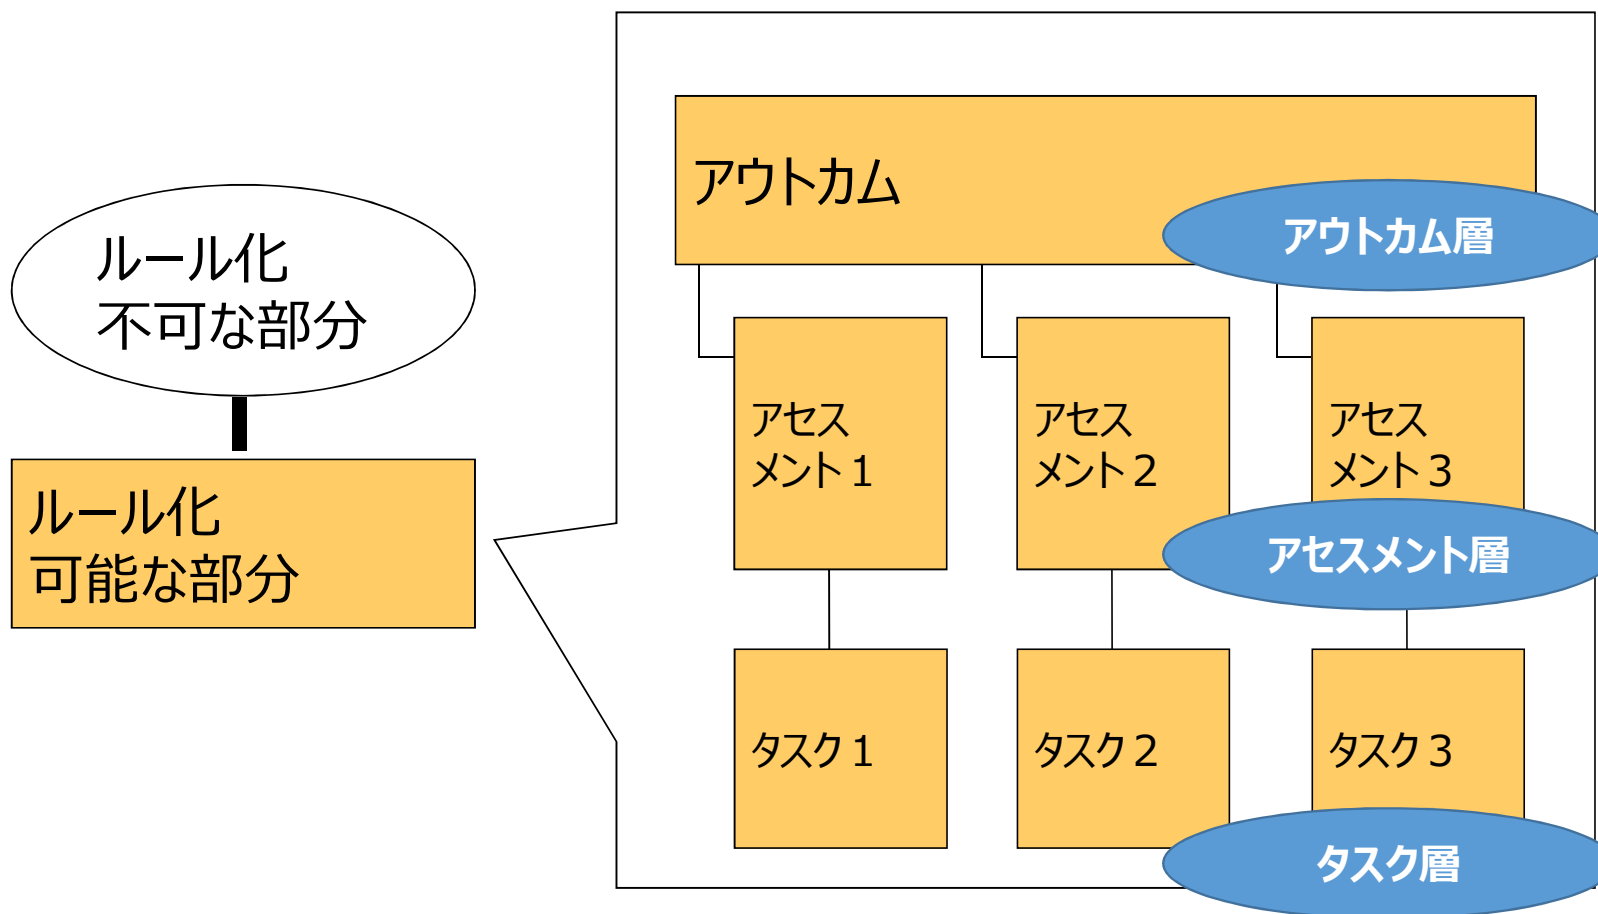 ルール化
不可な部分
ルール化
可能な部分
アウトカム
アウトカム層
アセス
メント１
アセス
メント２
アセス
メント３
アセスメント層
タスク１
タスク２
タスク３
タスク層